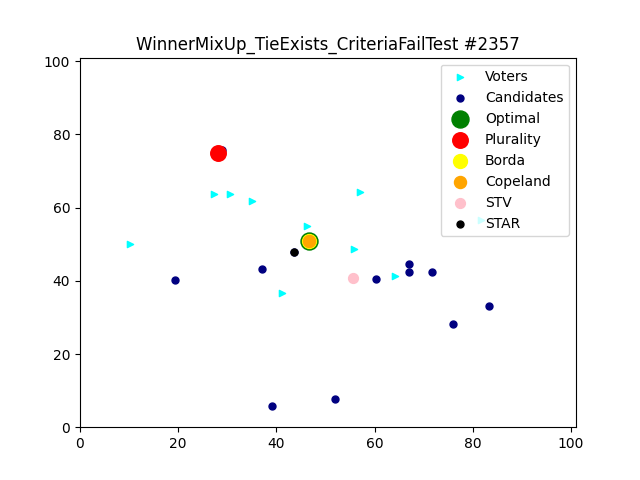 WinnerMixUp_TieExists_CriteriaFailTest #2357
100
80
60
40
20
0
0
20
40
60
80
100
Voters
Candidates
Optimal
Plurality
Borda
Copeland
STV
STAR